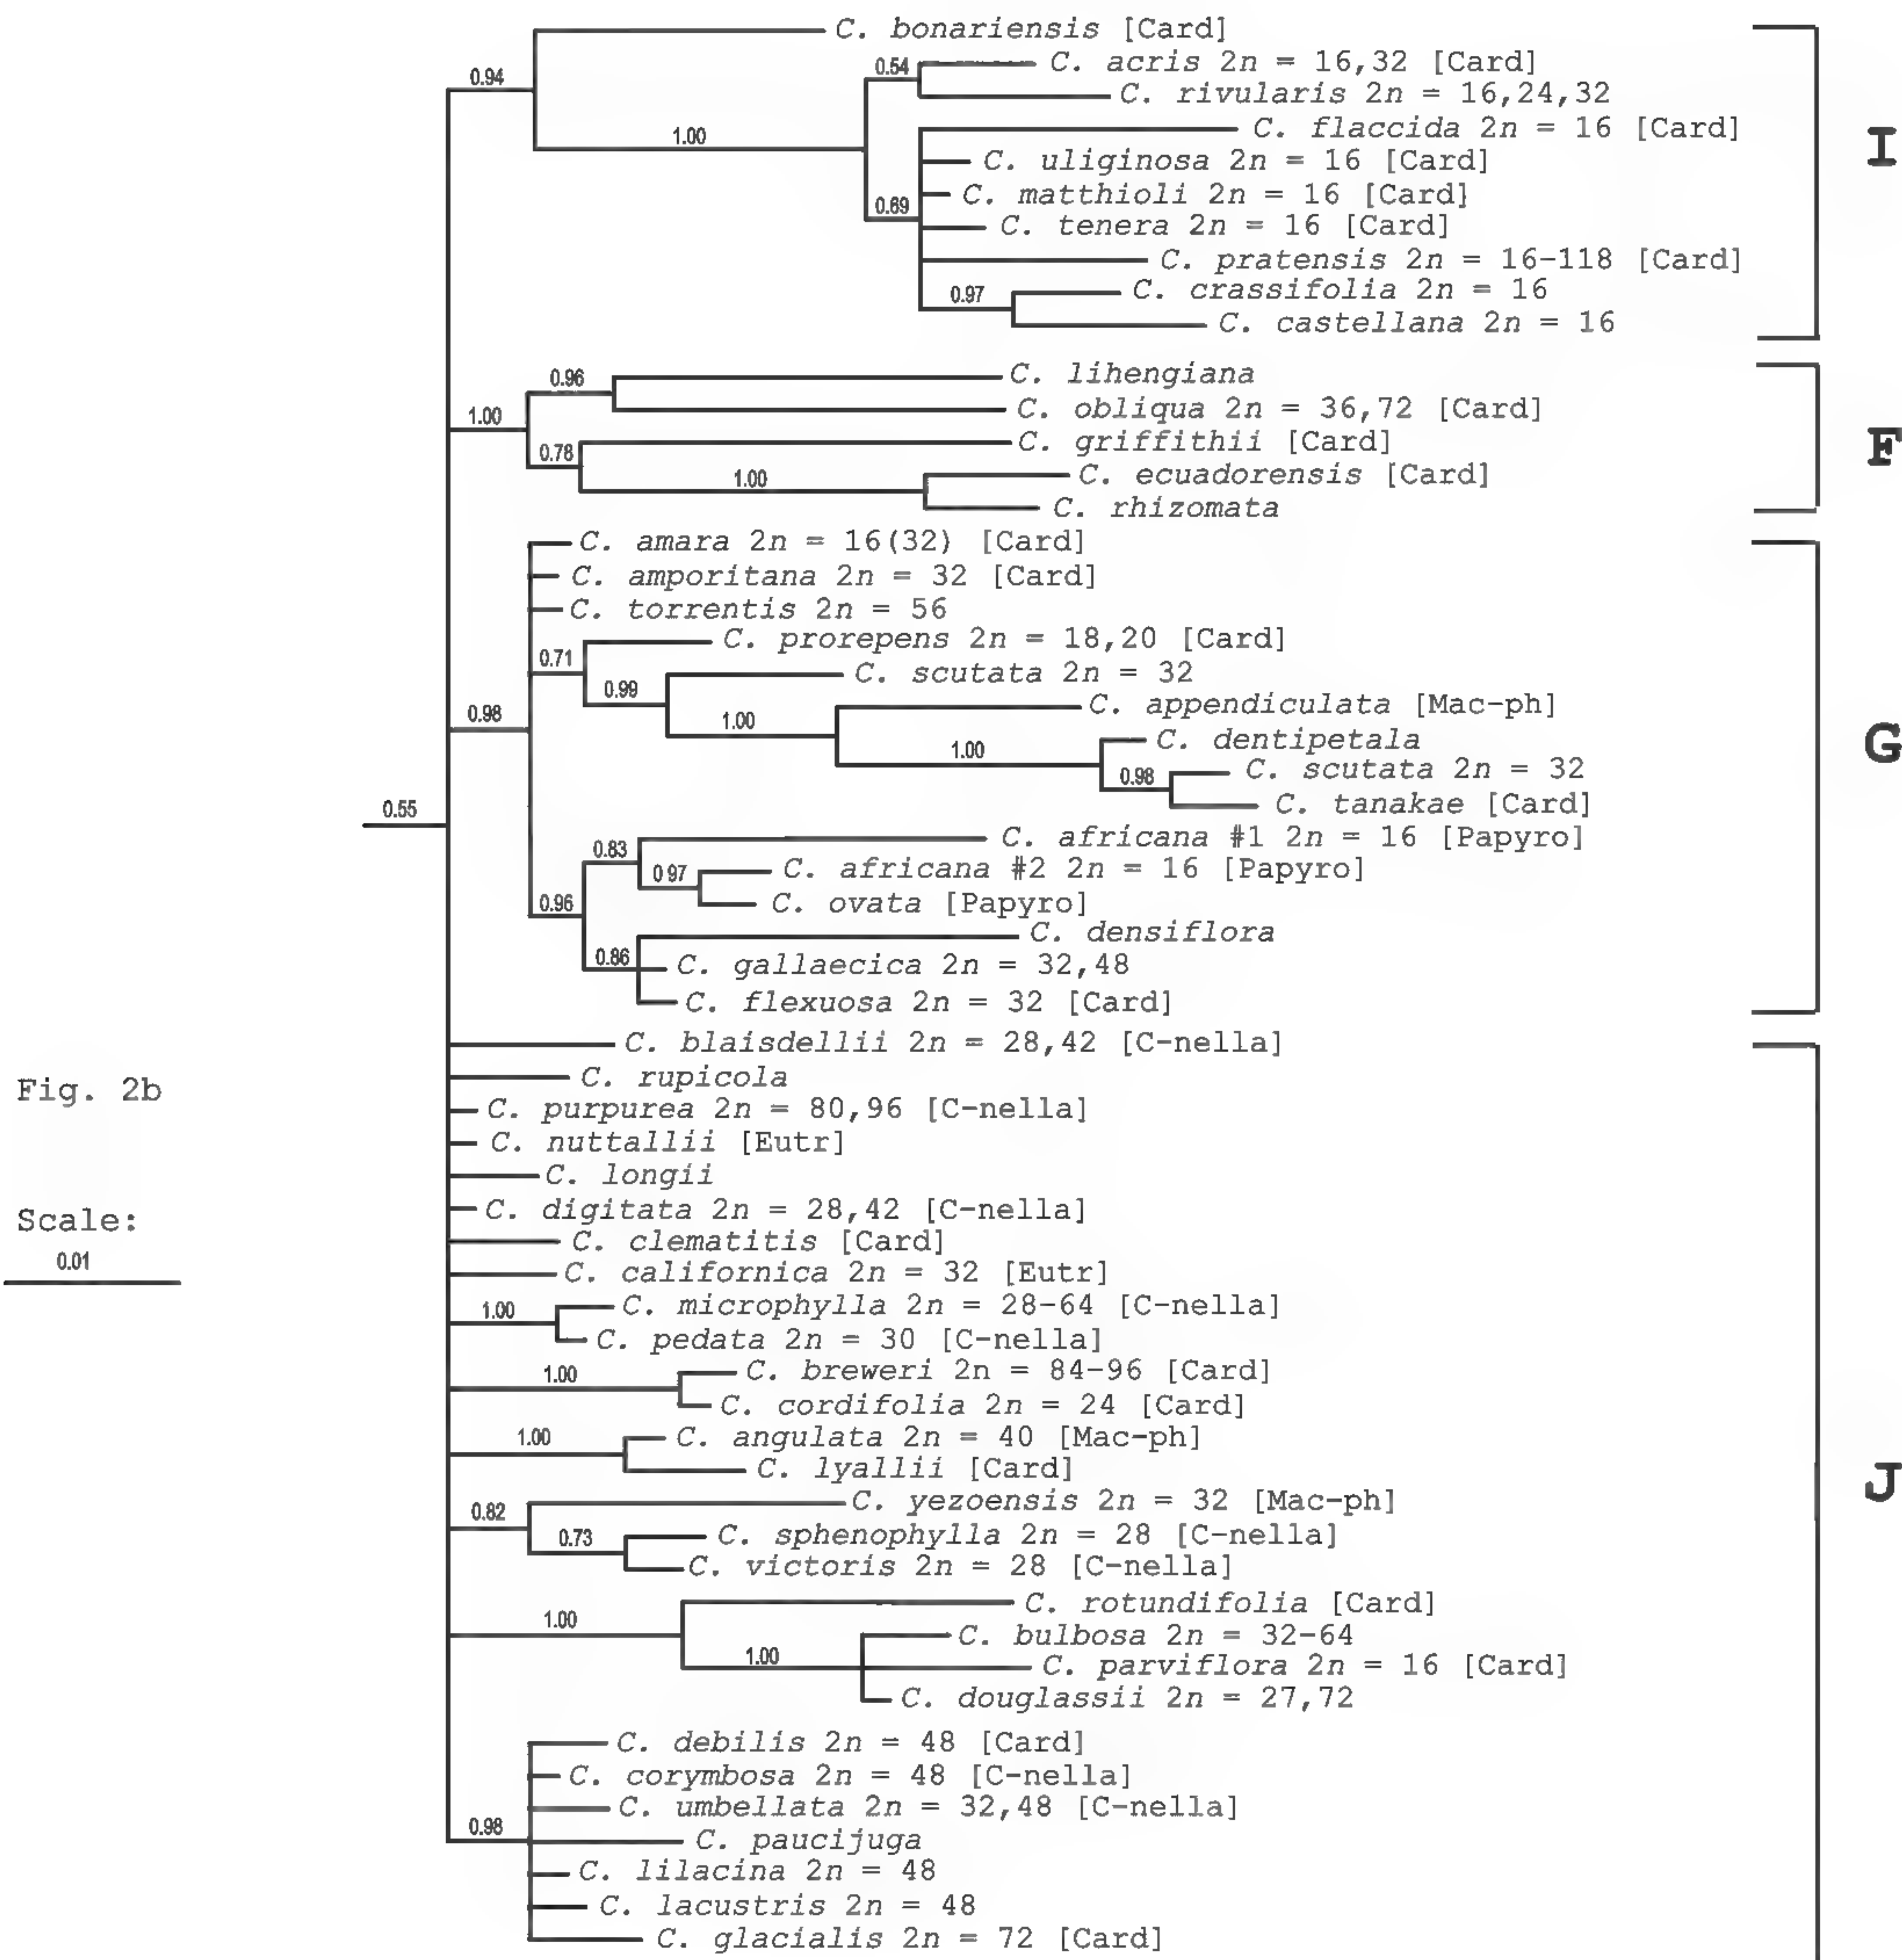 C. bonariensis [Card]
0.94
0.54
C. acris 2n = 16,32 [Card]
C. rivularis 2n = 16,24,32
1.00
C. flaccida 2n = 16 [Card]
I
C. uliginosa 2n = 16 [Card]
C. matthioli 2n = 16 [Card]
0.69
C. tenera 2n = 16 [Card]
C. pratensis 2n = 16-118 [Card]
0.97
C. crassifolia 2n = 16
C. castellana 2n = 16
0.96
C. lihengiana
1.00
C. obliqua 2n = 36,72 [Card]
0.78
C. griffithii [Card]
F
1.00
C. ecuadorensis [Card]
C. rhizomata
C. amara 2n = 16(32) [Card]
C. amporitana 2n = 32 [Card]
C. torrentis 2n = 56
0.71
C. prorepens 2n = 18,20 [Card]
0.99
C. scutata 2n = 32
0.98
1.00
C. appendiculata [Mac-ph]
1.00
C. dentipetala
G
0.98
C. scutata 2n = 32
C. tanakae [Card]
0.55
C. africana #1 2n = 16 [Papyro]
0.83
0 97
C. africana #2 2n = 16 [Papyro]
0.96
C. ovata [Papyro]
C. densiflora
0.86
C. gallaecica 2n = 32,48
C. flexuosa 2n = 32 [Card]
C. blaisdellii 2n = 28,42 [C-nella]
C. rupicola
Fig. 2b
C. purpurea 2n = 80,96 [C-nella]
C. nuttallii [Eutr]
C. longii
Scale:
C. digitata 2n = 28,42 [C-nella]
C. clematitis [Card]
0.01
C. californica 2n = 32 [Eutr]
1.00
C. microphylla 2n = 28-64 [C-nella]
C. pedata 2n = 30 [C-nella]
1.00
C. breweri 2n = 84-96 [Card]
C. cordifolia 2n = 24 [Card]
1.00
C. angulata 2n = 40 [Mac-ph]
C. lyallii [Card]
J
0.82
C. yezoensis 2n = 32 [Mac-ph]
0.73
C. sphenophylla 2n = 28 [C-nella]
C. victoris 2n = 28 [C-nella]
1.00
C. rotundifolia [Card]
C. bulbosa 2n = 32-64
1.00
C. parviflora 2n = 16 [Card]
C. douglassii 2n = 27,72
C. debilis 2n = 48 [Card]
C. corymbosa 2n = 48 [C-nella]
C. umbellata 2n = 32,48 [C-nella]
0.98
C. paucijuga
C. lilacina 2n = 48
C. lacustris 2n = 48
C. glacialis 2n = 72 [Card]